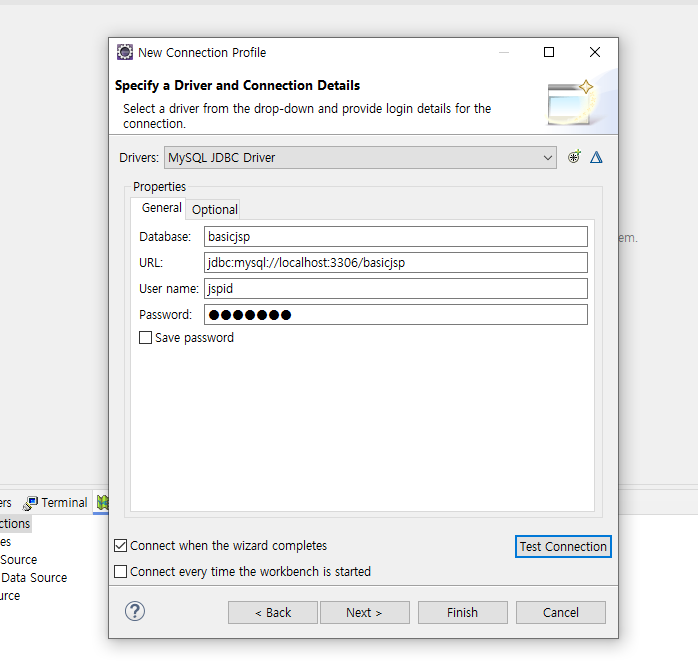 New Connection Profile
Specify a Driver and Connection Details
Select a driver from the drop-down and provide login details for the
connection.
Drivers: MySQL JDBC Driver
Properties
General Optional
Database: basicjsp
URL: jdbc:mysql://localhost:3306/basicjsp
User name: jspid
Password: ●●●●●●●
Save password
em.
ers Terminal
ctions
es
Source
Data Source
urce
Connect when the wizard completes
Test Connection
Connect every time the workbench is started
? < Back Next > Finish Cancel